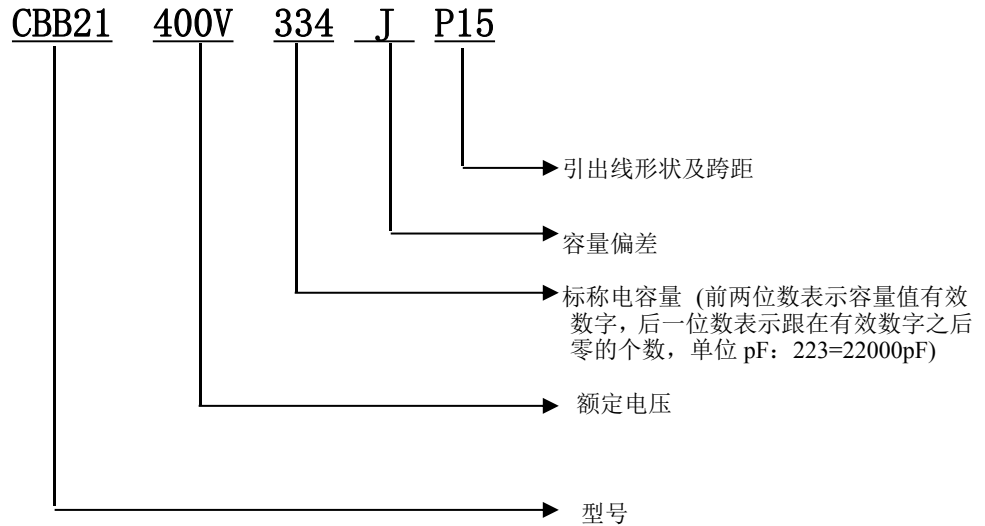 CBB21 400V 334 J P15
引出线形状及跨距
容量偏差
标称电容量 (前两位数表示容量值有效
数字，后一位数表示跟在有效数字之后
零的个数，单位 pF：223=22000pF)
额定电压
型号